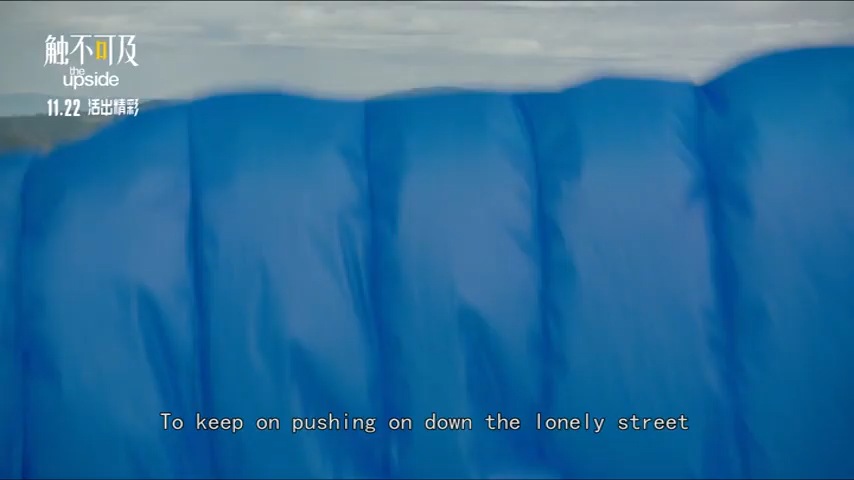 触不可及
the
upside
11.22 活出精彩
To keep on pushing on down the lonely street